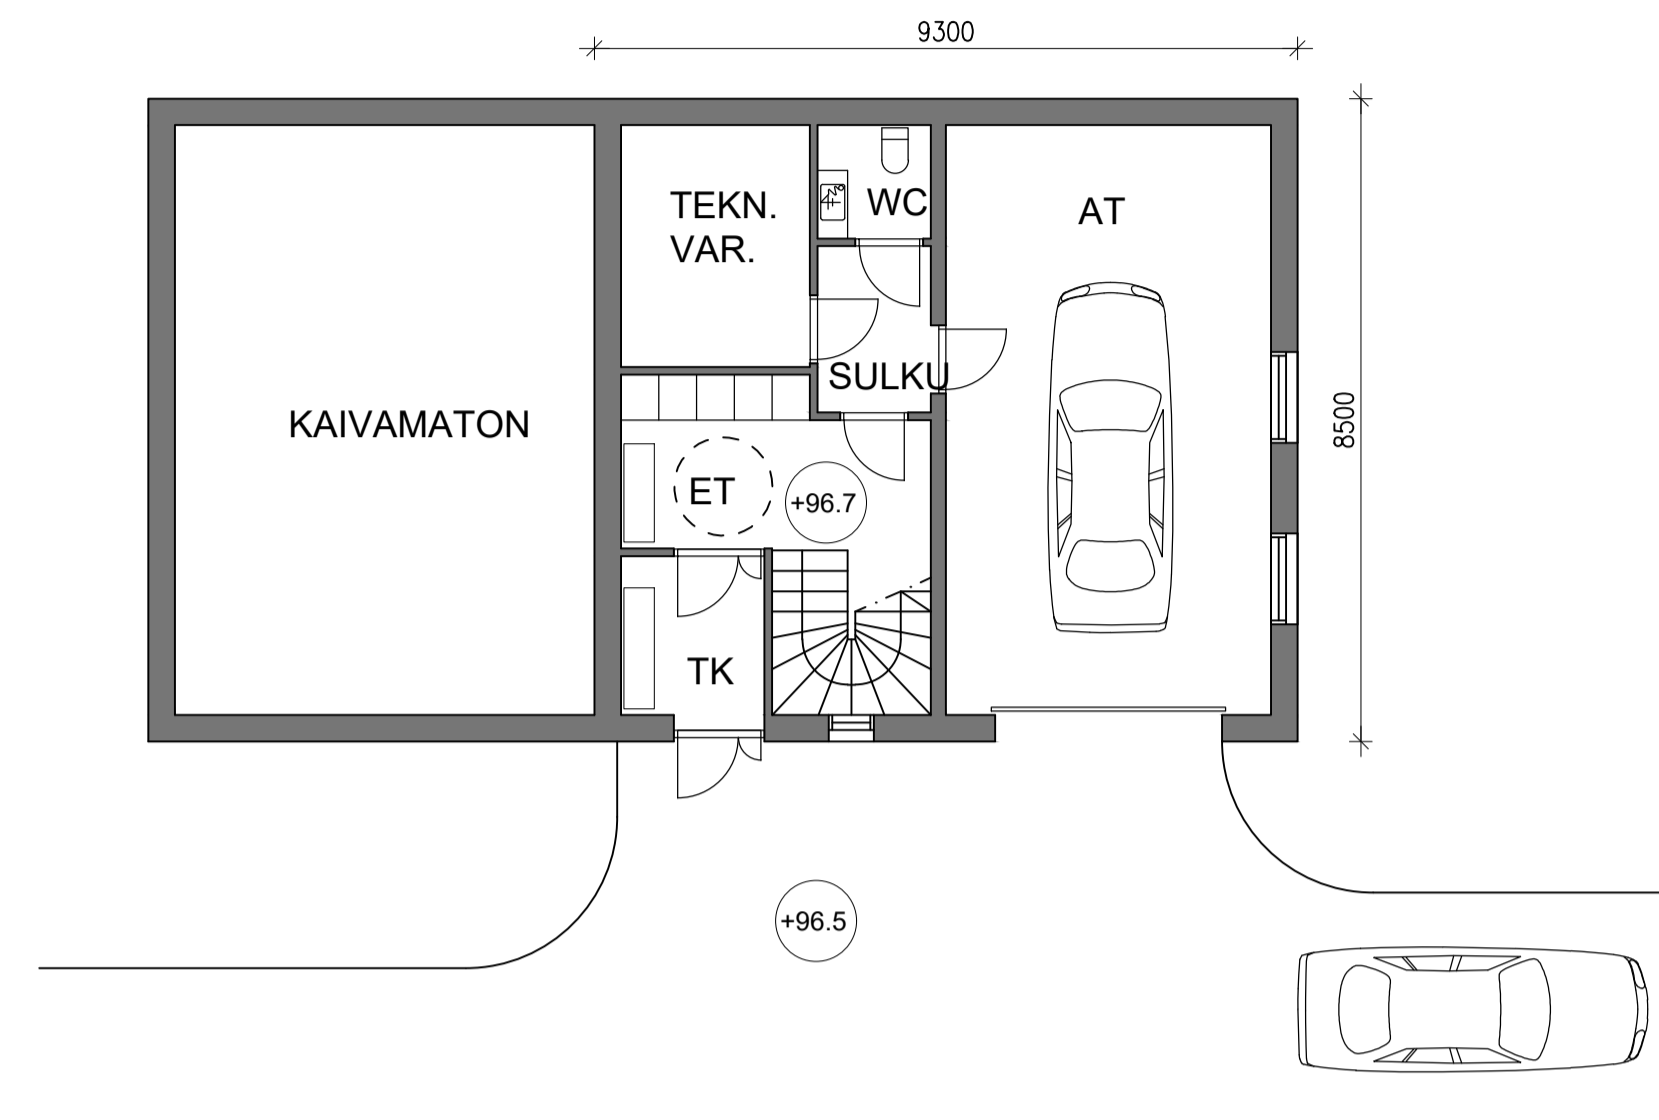 9300
TEKN.
VAR.
WC
AT
SULKU
8500
KAIVAMATON
ET
+96.7
TK
+96.5